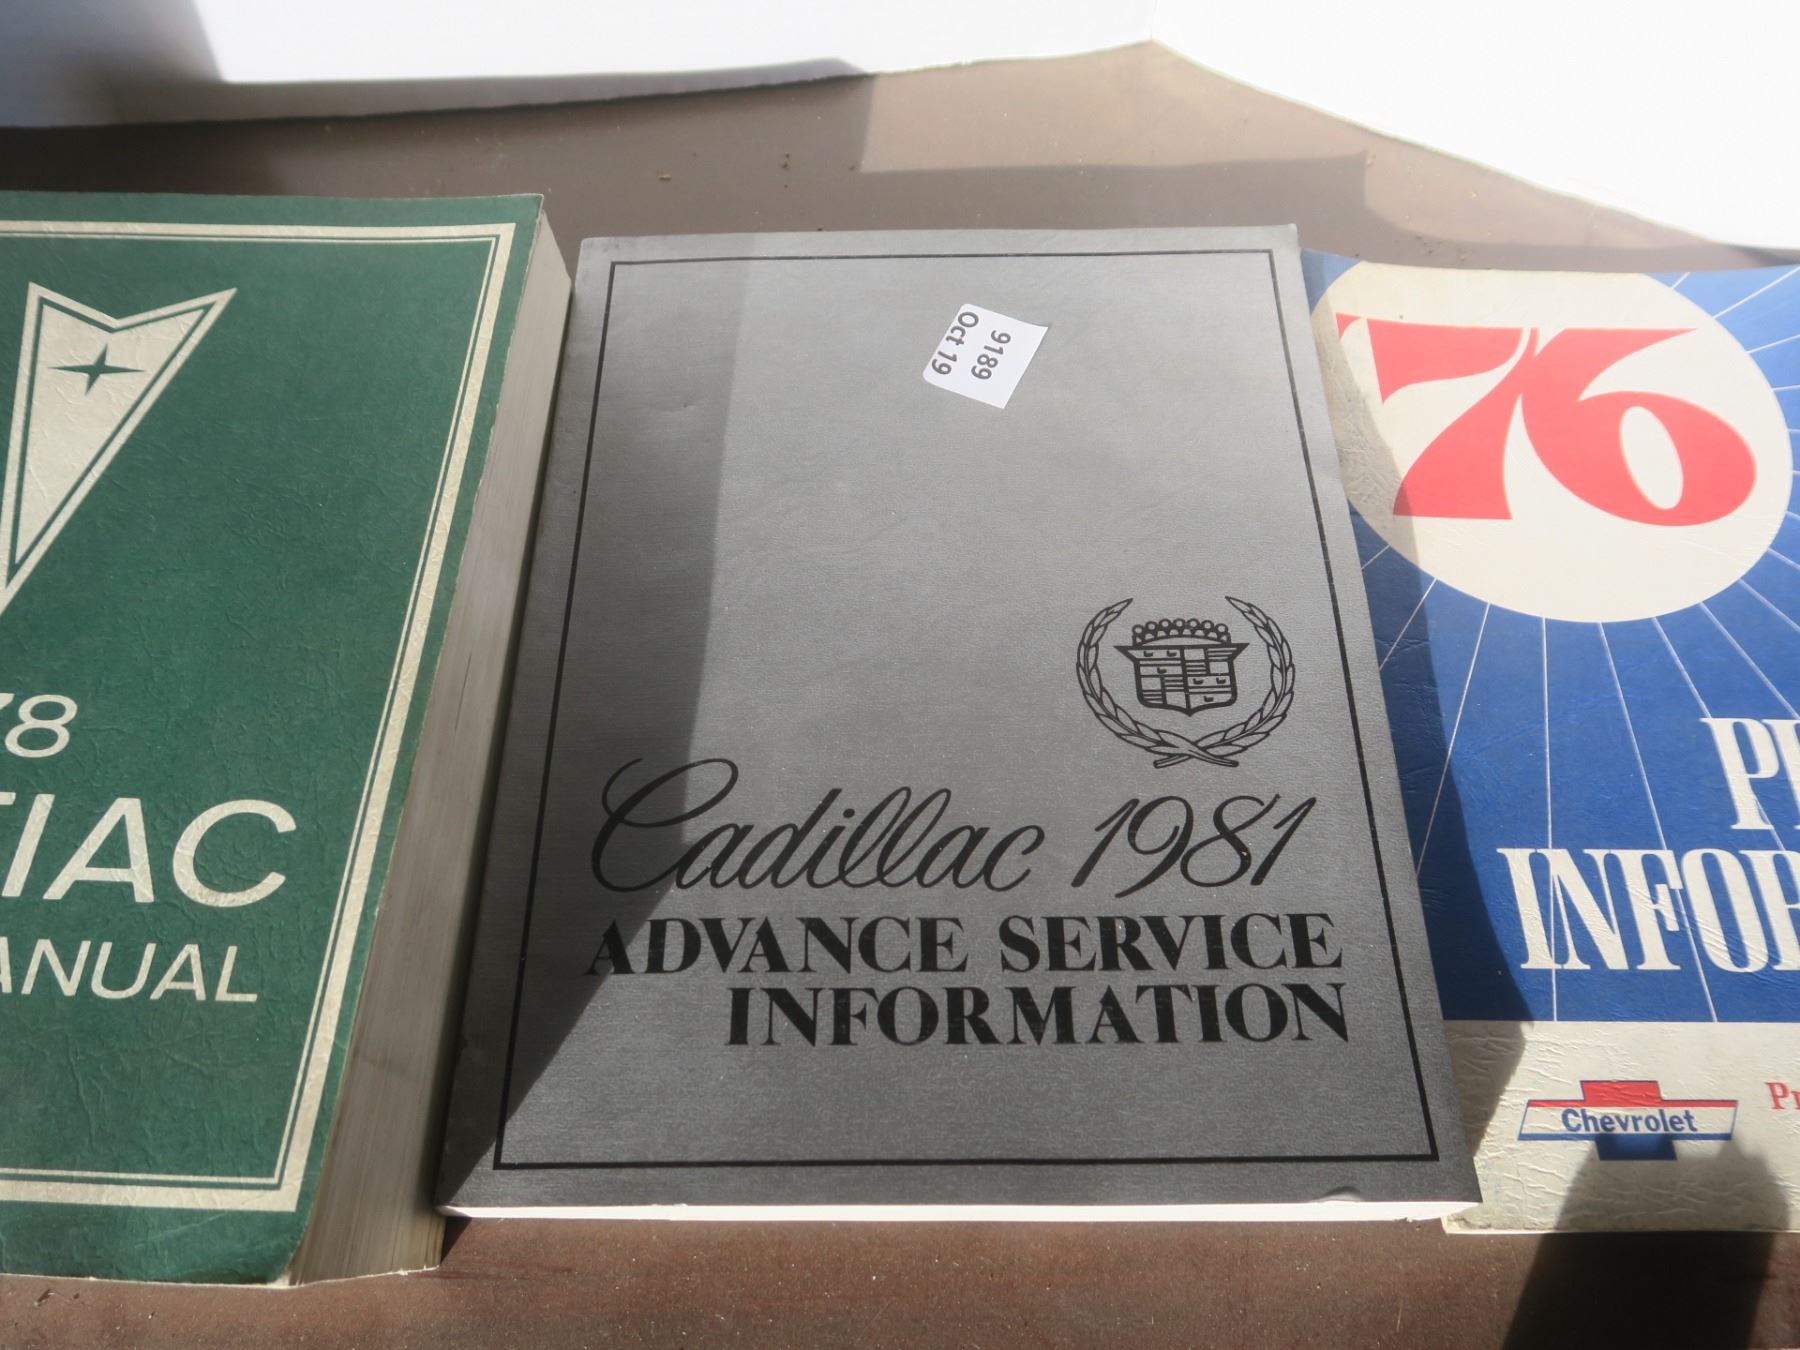 78
TIAC
ANUAL
9189
Oct 19
Cadillac 1981
ADVANCE SERVICE
INFORMATION
76
INFOR
Chevrolet